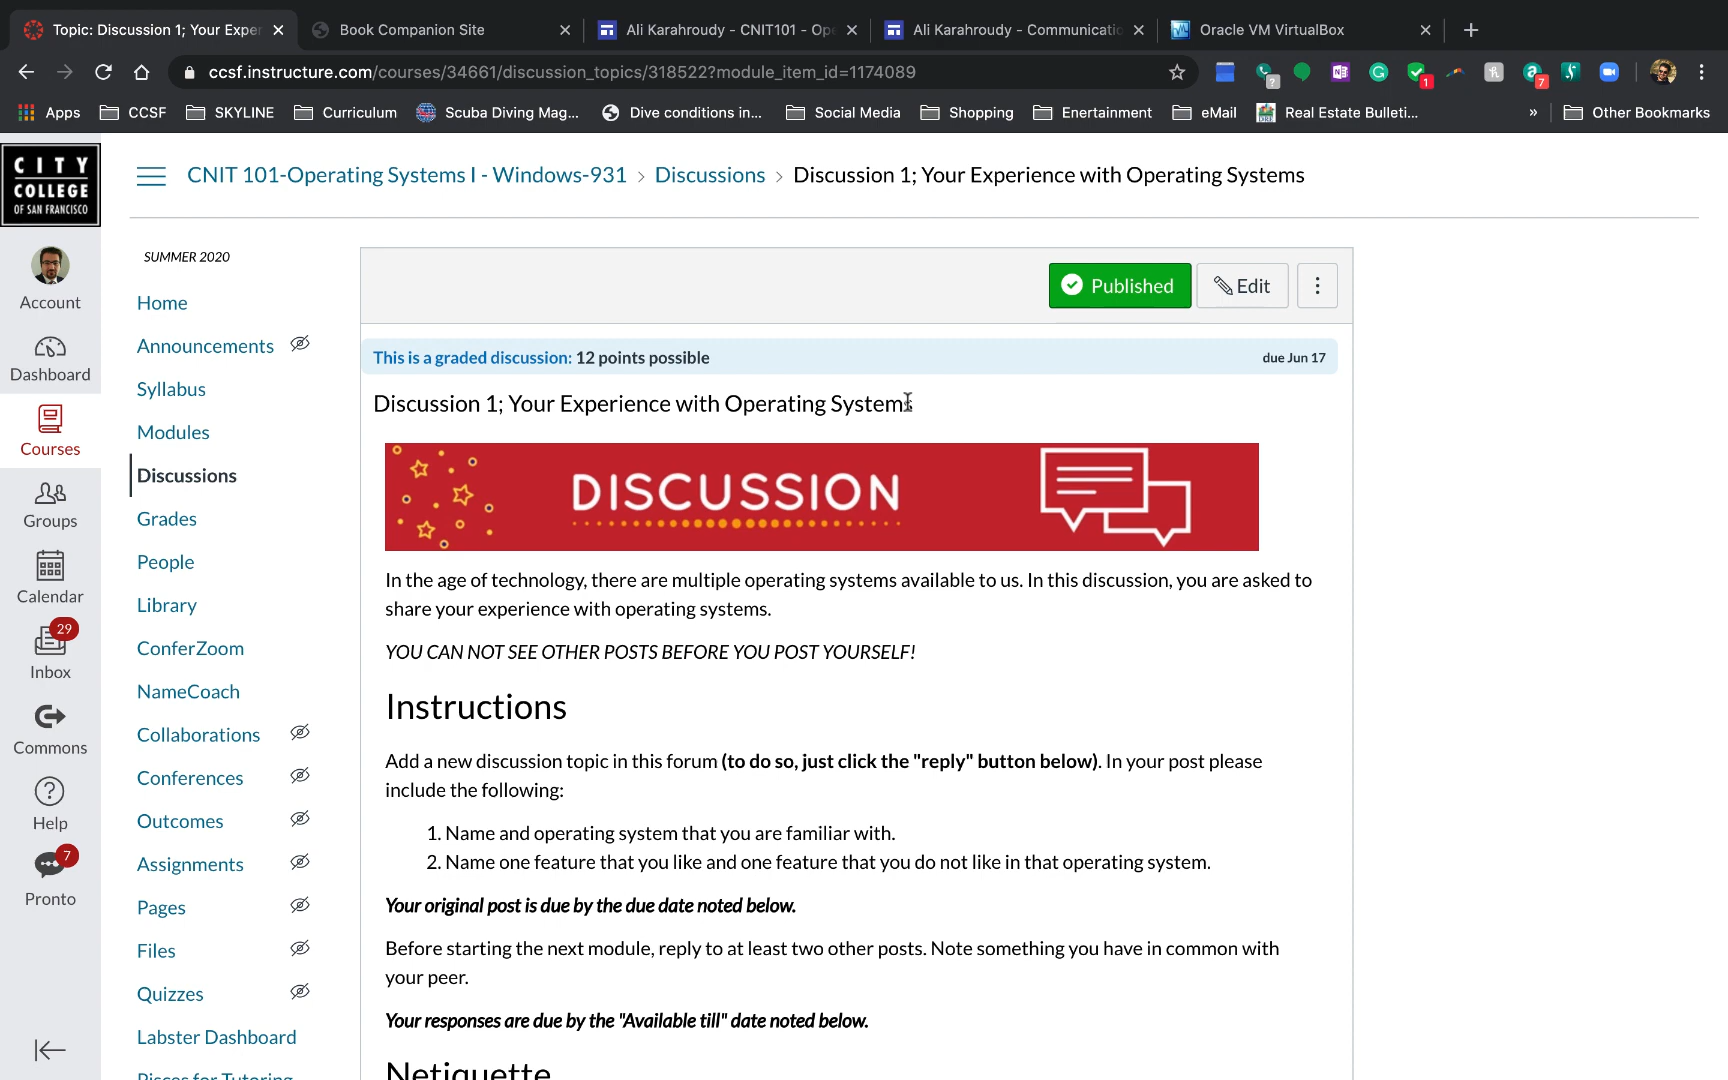 Topic: Discussion 1; Your Exper
Book Companion Site
Ali Karahroudy - CNIT101 - Ope
Ali Karahroudy - Communicatio
Oracle VM VirtualBox
ccsf.instructure.com/courses/34661/discussion_topics/318522?module_item_id=1174089
? 1 7
Apps
CCSF
SKYLINE
Curriculum
Scuba Diving Mag...
Dive conditions in...
Social Media
Shopping
Enertainment
eMail
Real Estate Bulleti...
»
Other Bookmarks
CITY
COLLEGE
OF SAN FRANCISCO
CNIT 101-Operating Systems I - Windows-931 › Discussions › Discussion 1; Your Experience with Operating Systems
Account
Dashboard
Courses
Groups
Calendar
29
Inbox
Commons
Help
7
Pronto
SUMMER 2020
Home
Announcements
Syllabus
Modules
Discussions
Grades
People
Library
ConferZoom
NameCoach
Collaborations
Conferences
Outcomes
Assignments
Pages
Files
Quizzes
Labster Dashboard
Pisces for Tutoring
Published
Edit
This is a graded discussion: 12 points possible
due Jun 17
Discussion 1; Your Experience with Operating Systems
DISCUSSION
In the age of technology, there are multiple operating systems available to us. In this discussion, you are asked to
share your experience with operating systems.
YOU CAN NOT SEE OTHER POSTS BEFORE YOU POST YOURSELF!
Instructions
Add a new discussion topic in this forum (to do so, just click the "reply" button below). In your post please
include the following:
1. Name and operating system that you are familiar with.
2. Name one feature that you like and one feature that you do not like in that operating system.
Your original post is due by the due date noted below.
Before starting the next module, reply to at least two other posts. Note something you have in common with
your peer.
Your responses are due by the "Available till" date noted below.
Netiquette